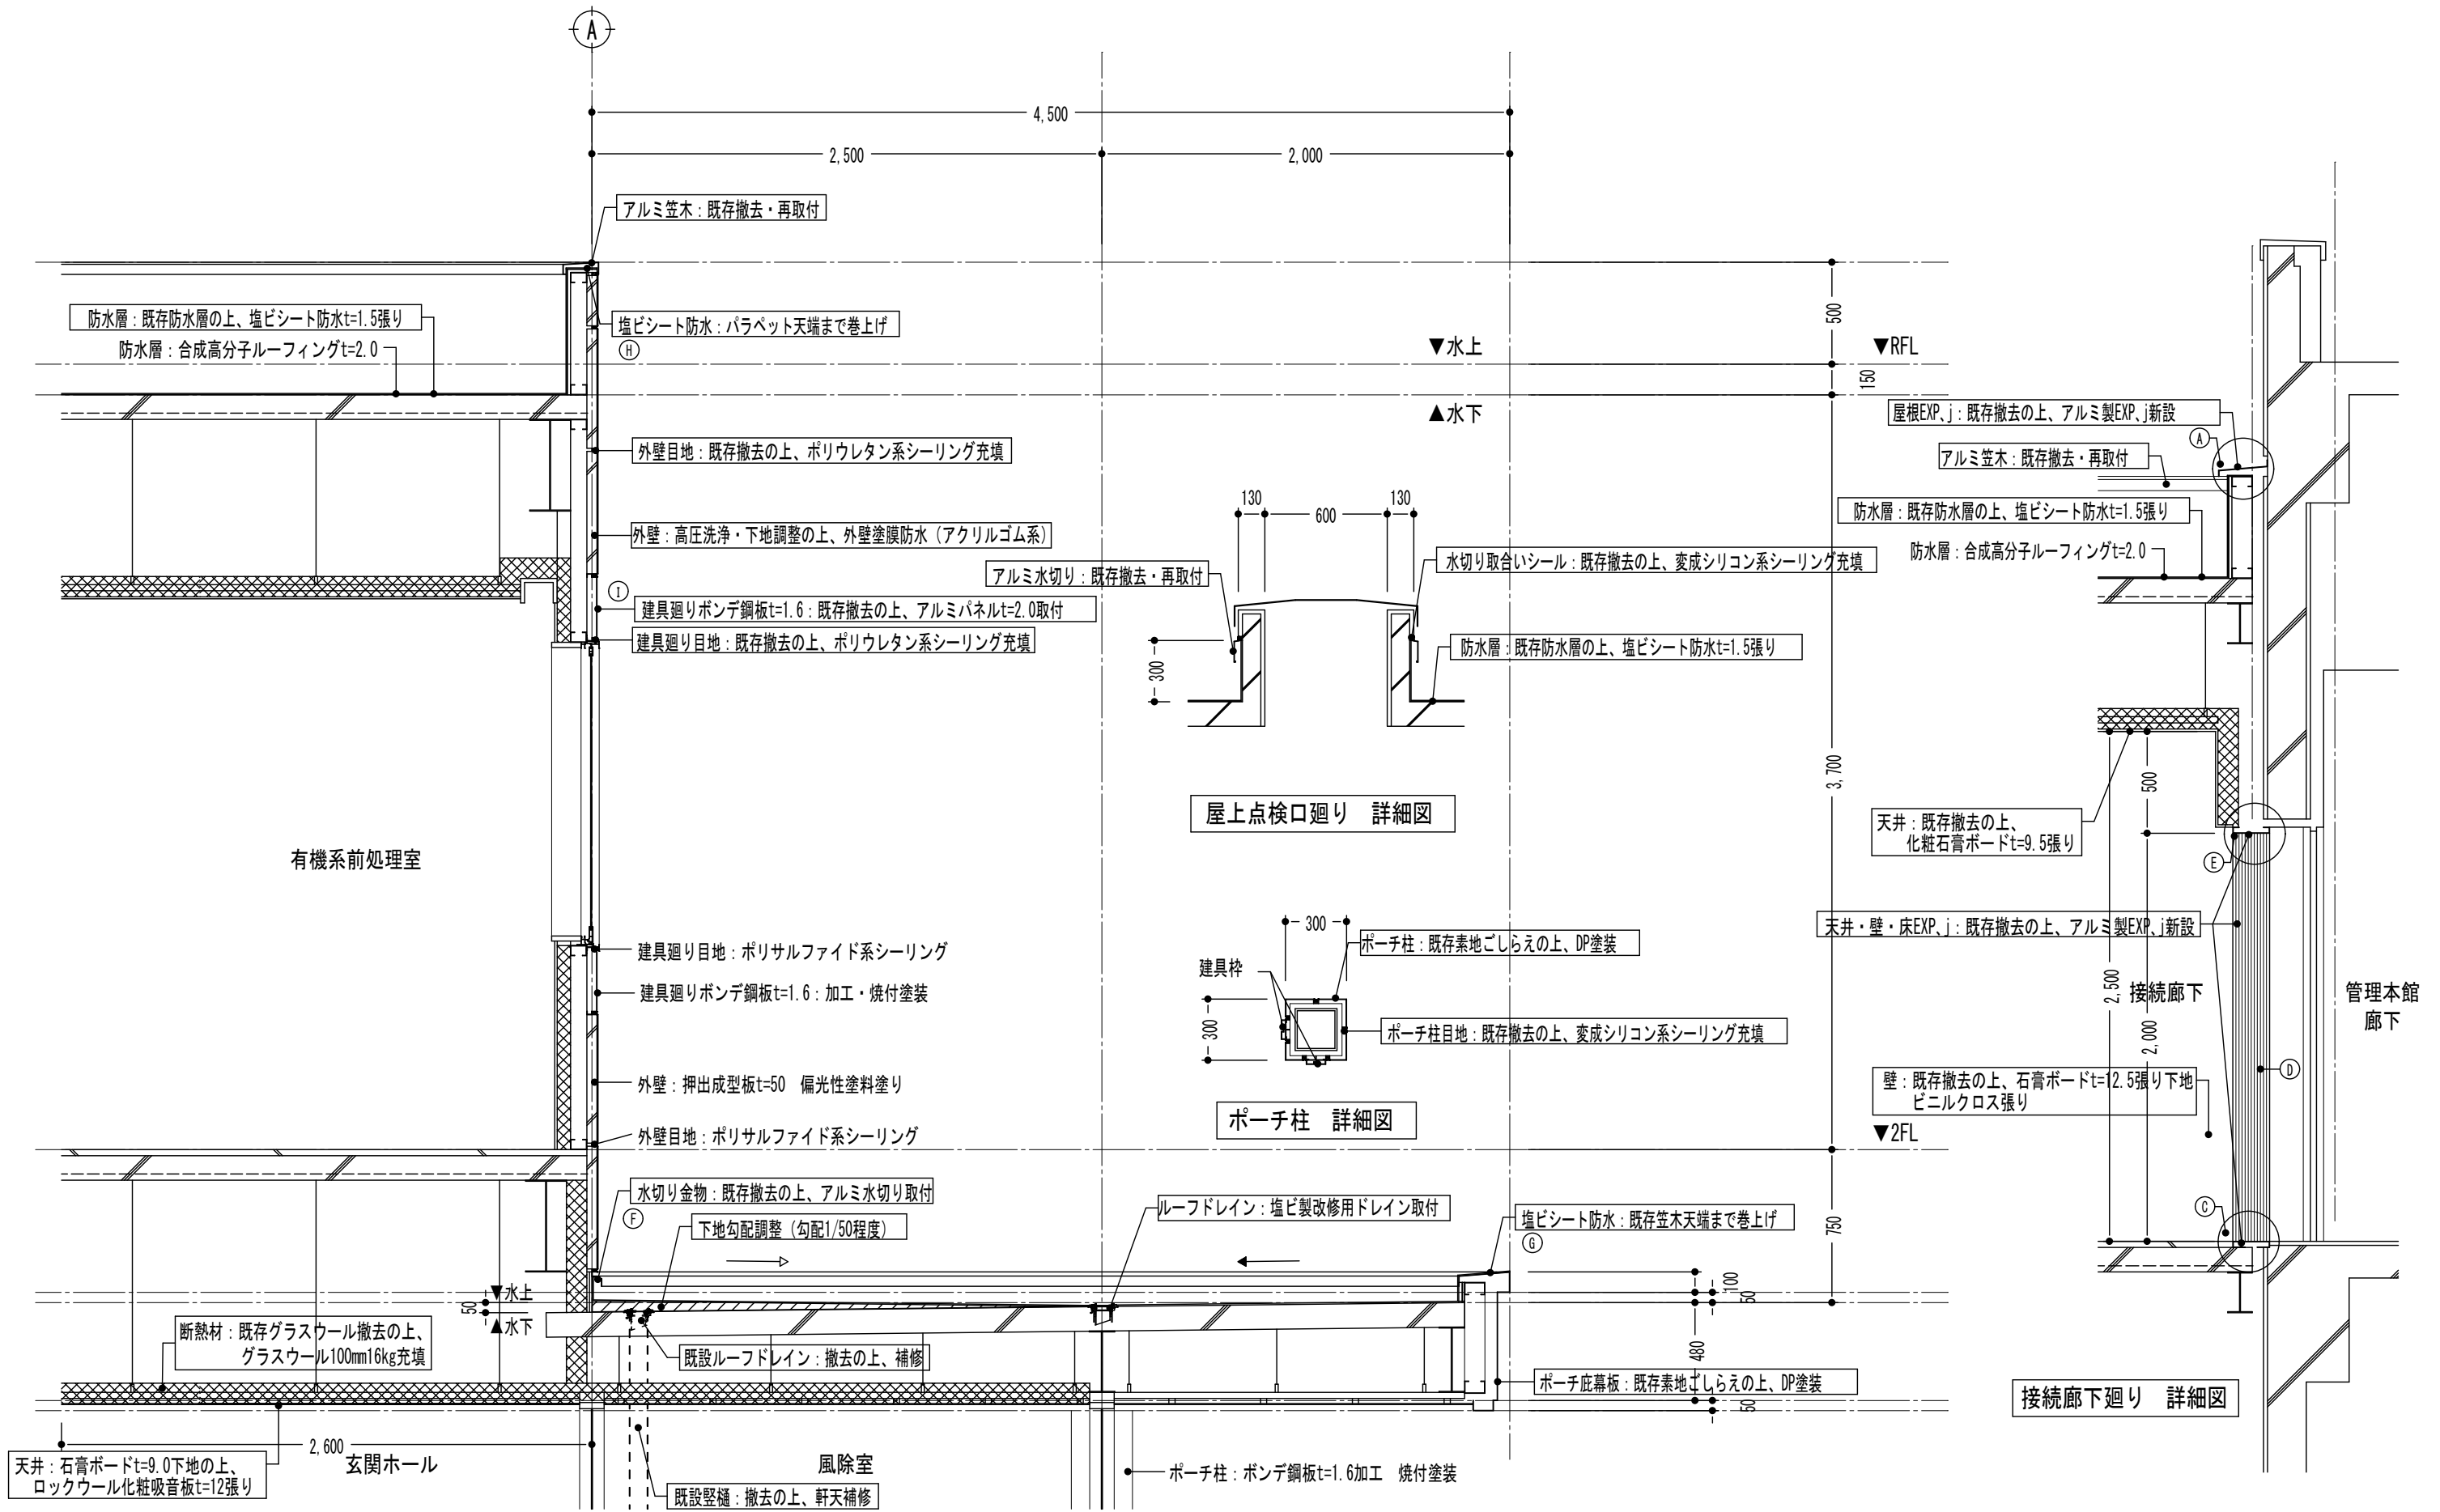 A
4,500
2,500
2,000
アルミ笠木：既存撤去・再取付
防水層：既存防水層の上、塩ビシート防水t=1.5張り
防水層：合成高分子ルーフィングt=2.0
塩ビシート防水：パラペット天端まで巻上げ
H
▼水上
▲水下
▼RFL
500
150
外壁目地：既存撤去の上、ポリウレタン系シーリング充填
外壁：高圧洗浄・下地調整の上、外壁塗膜防水（アクリルゴム系）
I
建具廻りボンデ鋼板t=1.6：既存撤去の上、アルミパネルt=2.0取付
建具廻り目地：既存撤去の上、ポリウレタン系シーリング充填
130
600
130
アルミ水切り：既存撤去・再取付
水切り取合いシール：既存撤去の上、変成シリコン系シーリング充填
防水層：既存防水層の上、塩ビシート防水t=1.5張り
300
屋上点検口廻り　詳細図
3,700
有機系前処理室
建具廻り目地：ポリサルファイド系シーリング
建具廻りボンデ鋼板t=1.6：加工・焼付塗装
外壁：押出成型板t=50　偏光性塗料塗り
外壁目地：ポリサルファイド系シーリング
300
建具枠
ポーチ柱：既存素地ごしらえの上、DP塗装
300
ポーチ柱目地：既存撤去の上、変成シリコン系シーリング充填
ポーチ柱　詳細図
▼2FL
750
水切り金物：既存撤去の上、アルミ水切り取付
F
下地勾配調整（勾配1/50程度）
ルーフドレイン：塩ビ製改修用ドレイン取付
塩ビシート防水：既存笠木天端まで巻上げ
G
▼水上
50
▲水下
100
50
480
50
断熱材：既存グラスウール撤去の上、
グラスウール100mm16kg充填
既設ルーフドレイン：撤去の上、補修
ポーチ庇幕板：既存素地ごしらえの上、DP塗装
2,600
天井：石膏ボードt=9.0下地の上、
ロックウール化粧吸音板t=12張り
玄関ホール
風除室
既設竪樋：撤去の上、軒天補修
ポーチ柱：ボンデ鋼板t=1.6加工　焼付塗装
屋根EXP,j：既存撤去の上、アルミ製EXP,j新設
A
アルミ笠木：既存撤去・再取付
防水層：既存防水層の上、塩ビシート防水t=1.5張り
防水層：合成高分子ルーフィングt=2.0
500
天井：既存撤去の上、
化粧石膏ボードt=9.5張り
E
天井・壁・床EXP,j：既存撤去の上、アルミ製EXP,j新設
2,500
接続廊下
2,000
管理本館
廊下
D
壁：既存撤去の上、石膏ボードt=12.5張り下地
ビニルクロス張り
C
接続廊下廻り　詳細図